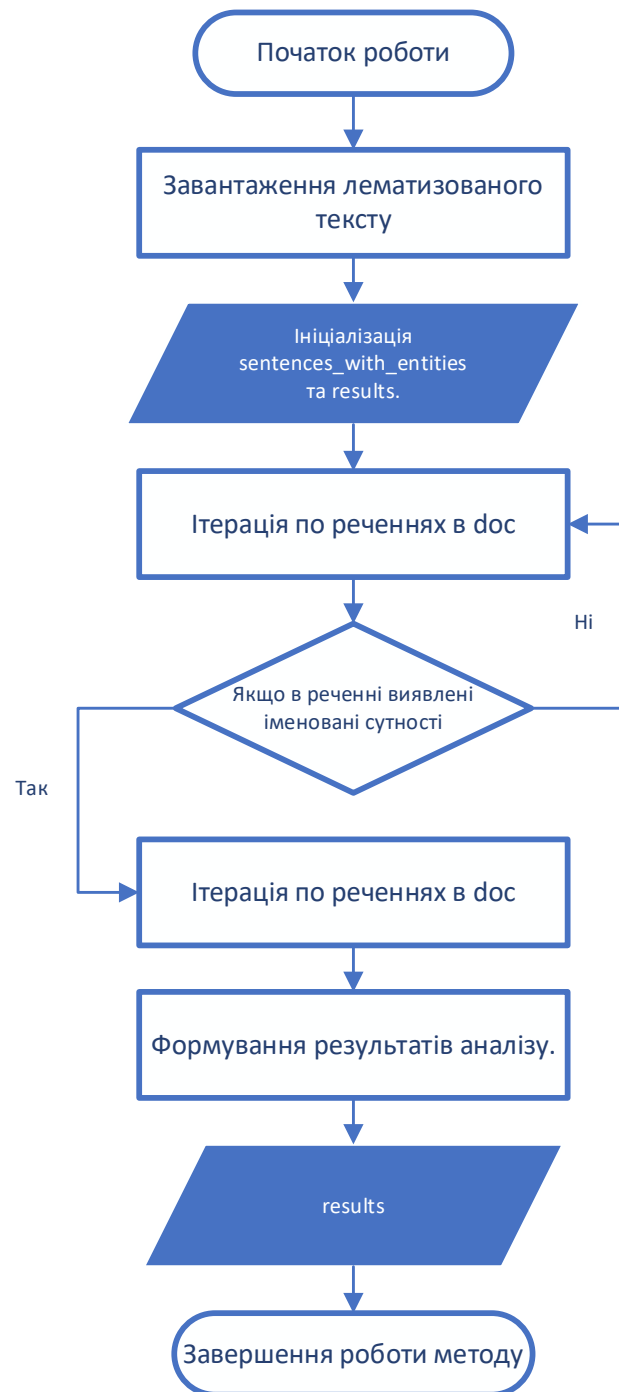 Початок роботи
Завантаження лематизованого
тексту
Ініціалізація
sentences_with_entities
та results.
Ітерація по реченнях в doc
Ні
Якщо в реченні виявлені
іменовані сутності
Так
Ітерація по реченнях в doc
Формування результатів аналізу.
results
Завершення роботи методу